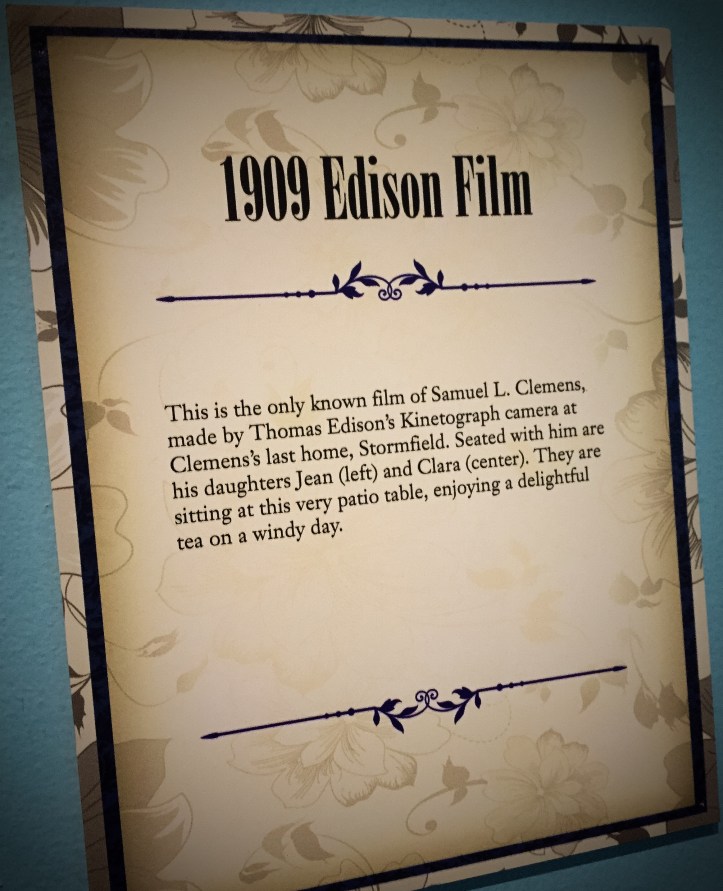 1909 Edison Film
This is the only known film of Samuel L. Clemens,
made by Thomas Edison's Kinetograph camera at
Clemens's last home, Stormfield. Seated with him are
his daughters Jean (left) and Clara (center). They are
sitting at this very patio table, enjoying a delightful
tea on a windy day.